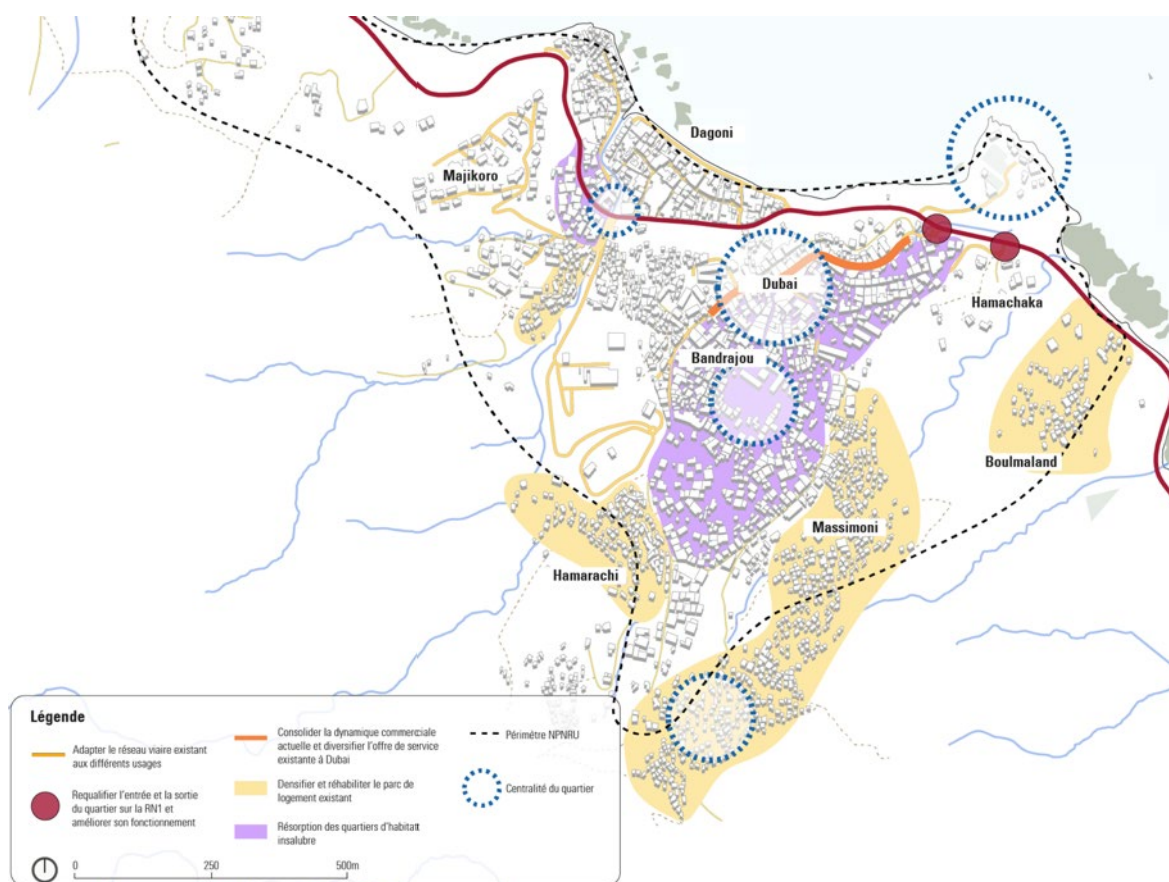 Dagoni
Majikoro
Dubai
Hamachaka
Bandrajou
Boulmaland
Massimoni
Hamarachi
Légende
Adapter le réseau viaire existant
aux différents usages
Requalifier l'entrée et la sortie
du quartier sur la RN1 et
améliorer son fonctionnement
Consolider la dynamique commerciale
actuelle et diversifier l'offre de service
existante à Dubai
Densifier et réhabiliter le parc de
logement existant
Résorption des quartiers d'habitat
insalubre
Périmètre NPNRU
Centralité du quartier
0 250 500m